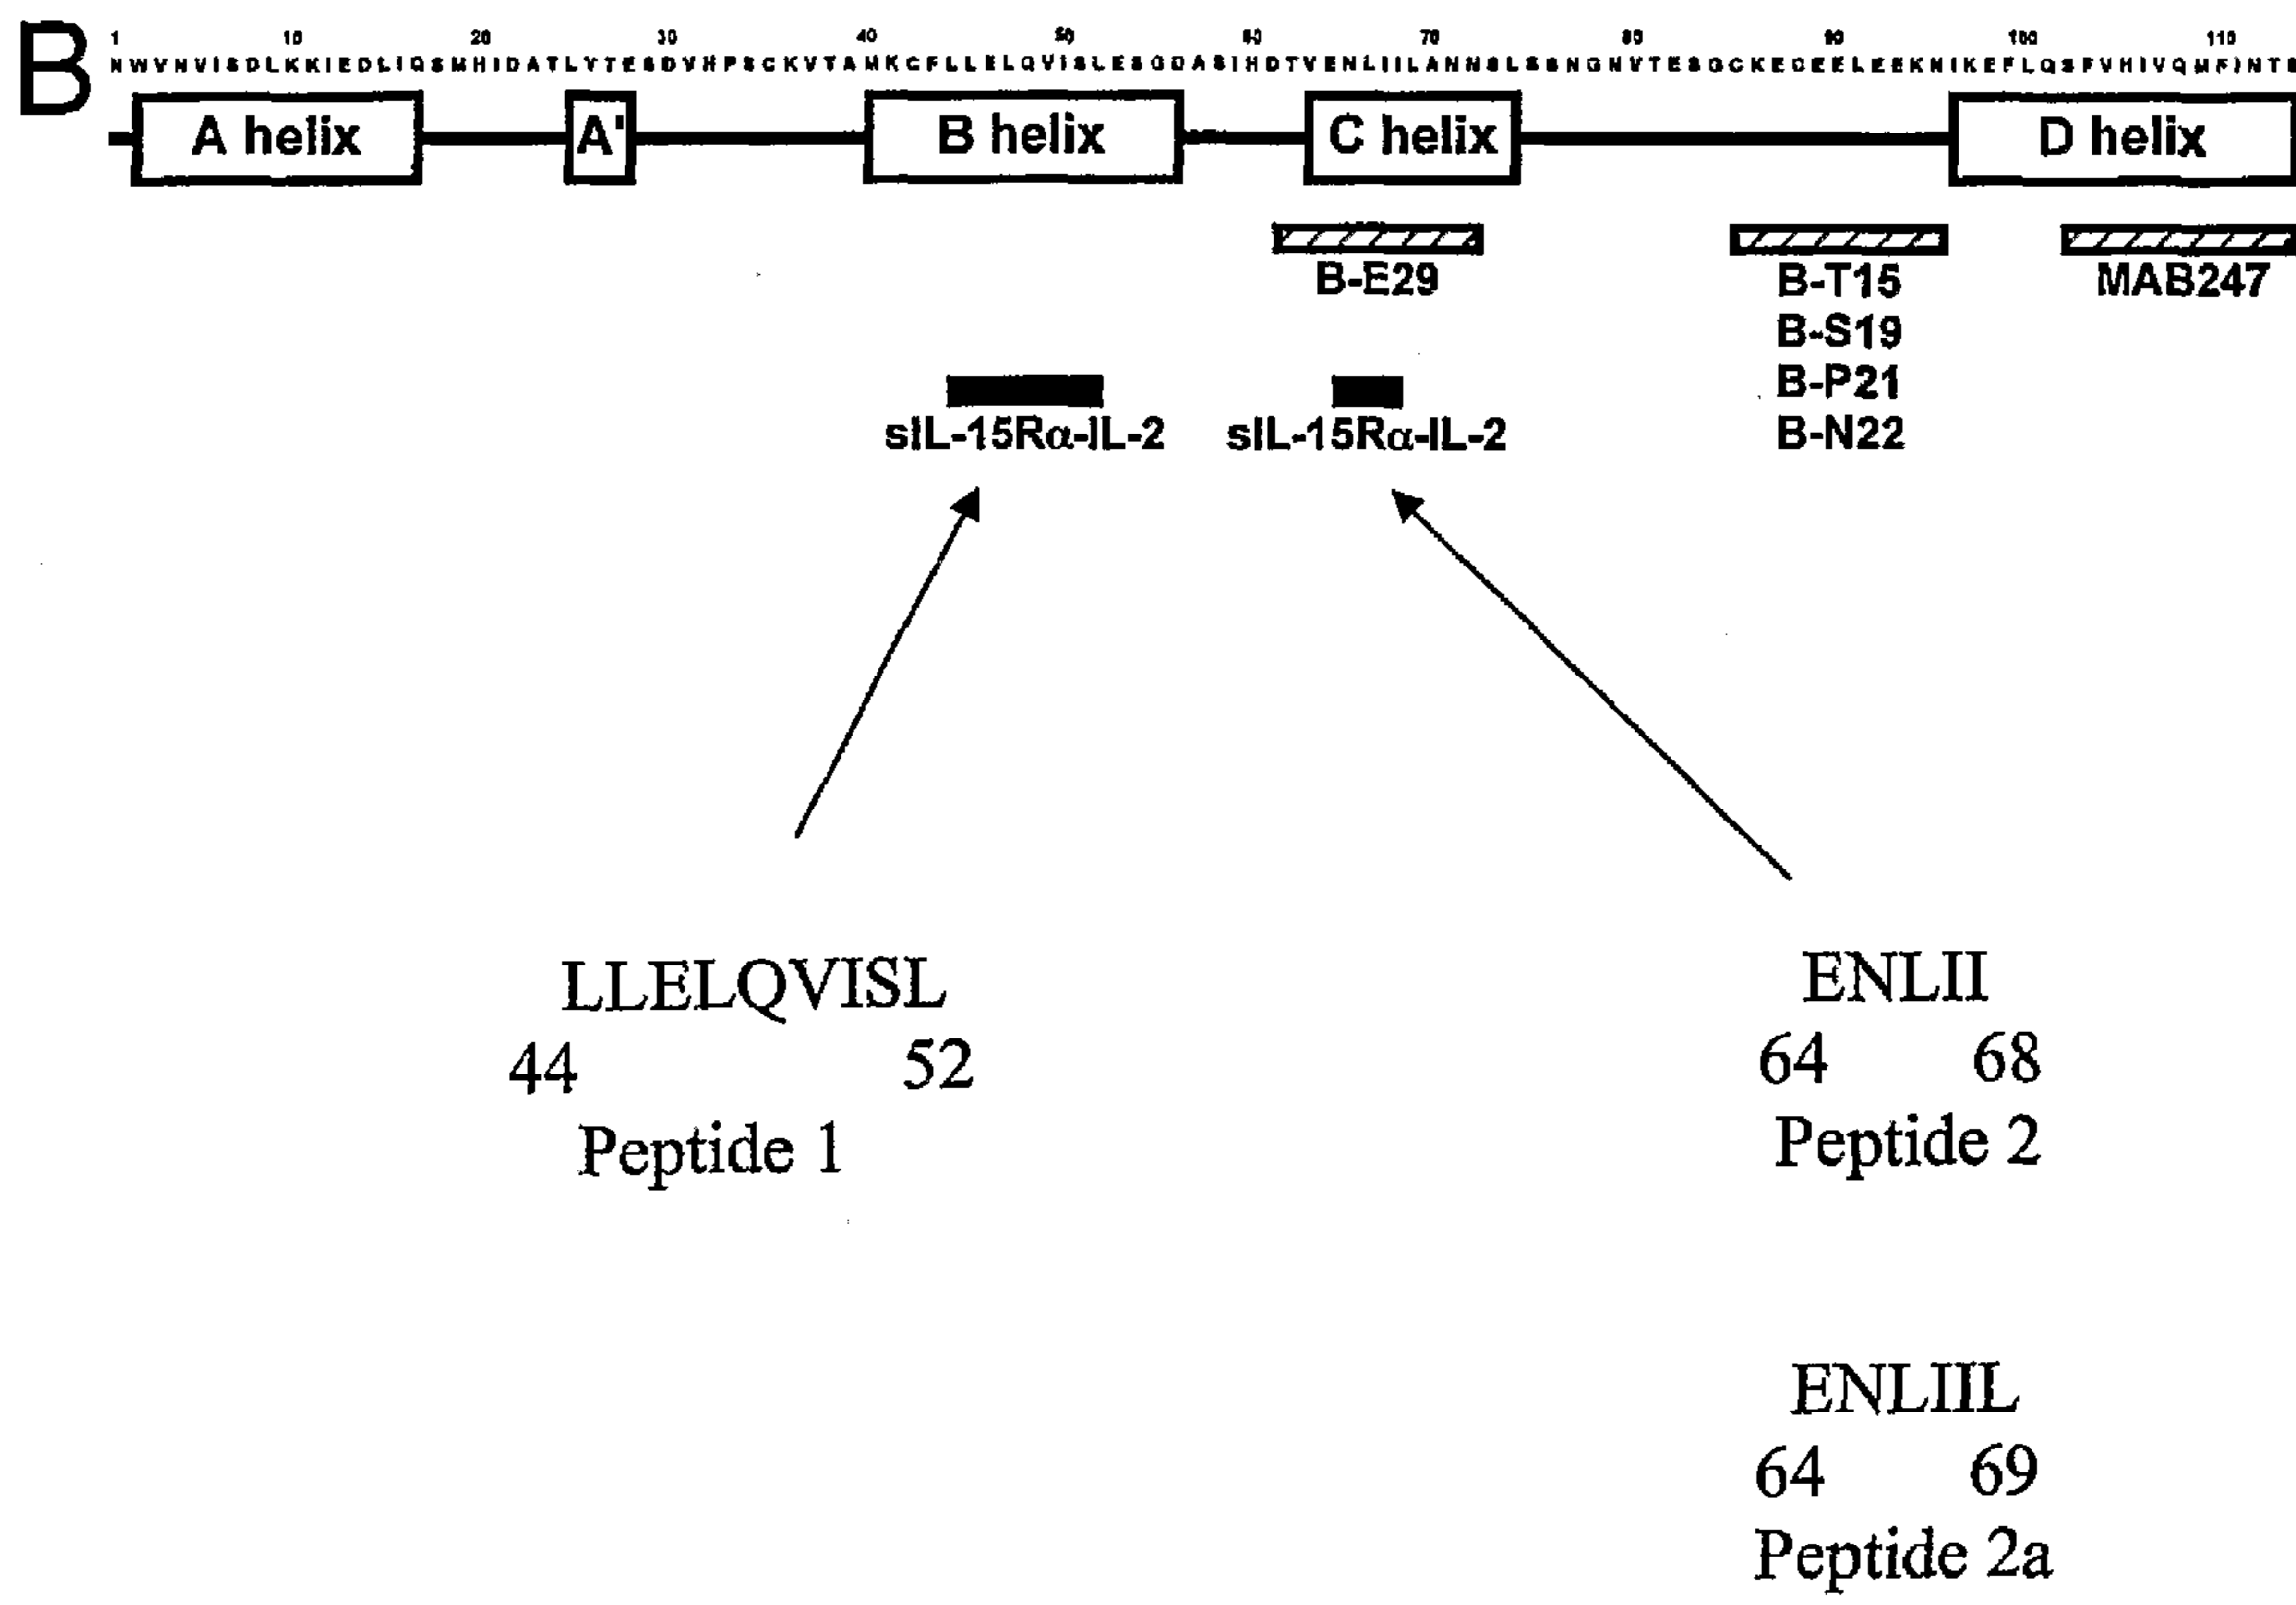 B
1 10 20 30 40 50 60 70 80 90 100 110
NWVNVISDLKKIEDLIQSMHIDATLYTESDVHPSCKVTAMKCFLLELQVISLESGDASIHDTVENLIILANNSLSSNGNVTESGCKECEELEEKNIKEFLQSFVHIVQMFINTS
A helix A' B helix C helix D helix
B-E29 B-T15 MAB247
B-S19
B-P21
sIL-15Rα-IL-2 sIL-15Rα-IL-2 B-N22
LLELQVISL ENLII
44 52 64 68
Peptide 1 Peptide 2
ENLIIL
64 69
Peptide 2a